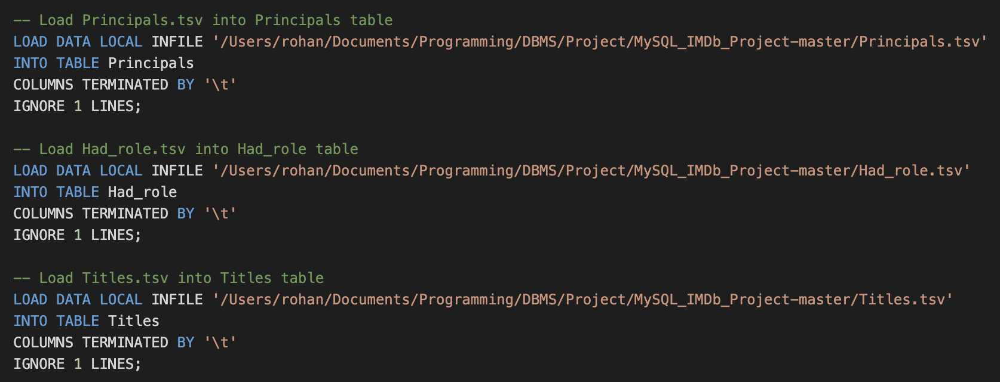 -- Load Principals.tsv into Principals table
LOAD DATA LOCAL INFILE '/Users/rohan/Documents/Programming/DBMS/Project/MySQL_IMDb_Project-master/Principals.tsv'
INTO TABLE Principals
COLUMNS TERMINATED BY '\t'
IGNORE 1 LINES;

-- Load Had_role.tsv into Had_role table
LOAD DATA LOCAL INFILE '/Users/rohan/Documents/Programming/DBMS/Project/MySQL_IMDb_Project-master/Had_role.tsv'
INTO TABLE Had_role
COLUMNS TERMINATED BY '\t'
IGNORE 1 LINES;

-- Load Titles.tsv into Titles table
LOAD DATA LOCAL INFILE '/Users/rohan/Documents/Programming/DBMS/Project/MySQL_IMDb_Project-master/Titles.tsv'
INTO TABLE Titles
COLUMNS TERMINATED BY '\t'
IGNORE 1 LINES;